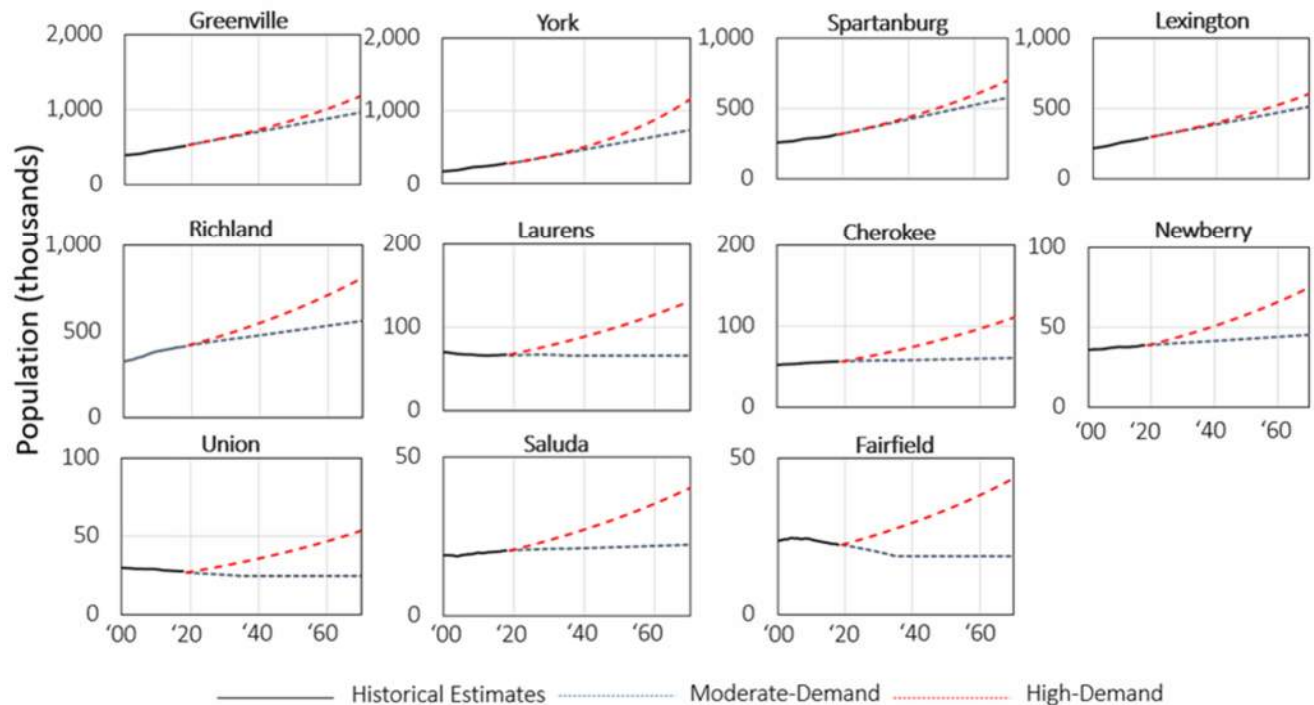 Greenville York Spartanburg Lexington
2,000 2,000 1,000 1,000
1,000 1,000 500 500
0 0 0 0
Population (thousands)
Richland Laurens Cherokee Newberry
1,000 200 200 100
500 100 100 50
0 0 0 0
‘00 ‘20 ‘40 ‘60
Union Saluda Fairfield
100 50 50
50
0 0 0
‘00 ‘20 ‘40 ‘60 ‘00 ‘20 ‘40 ‘60 ‘00 ‘20 ‘40 ‘60
Historical Estimates Moderate-Demand High-Demand